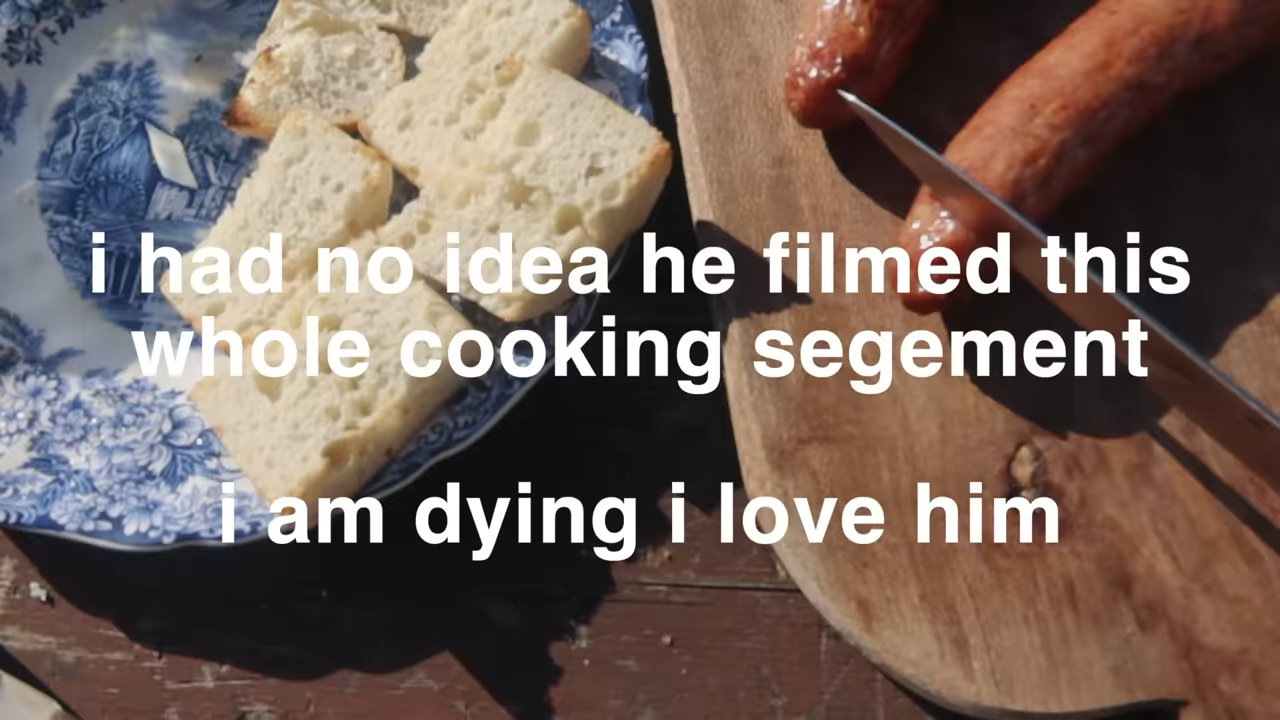 i had no idea he filmed this
whole cooking segement
i am dying i love him